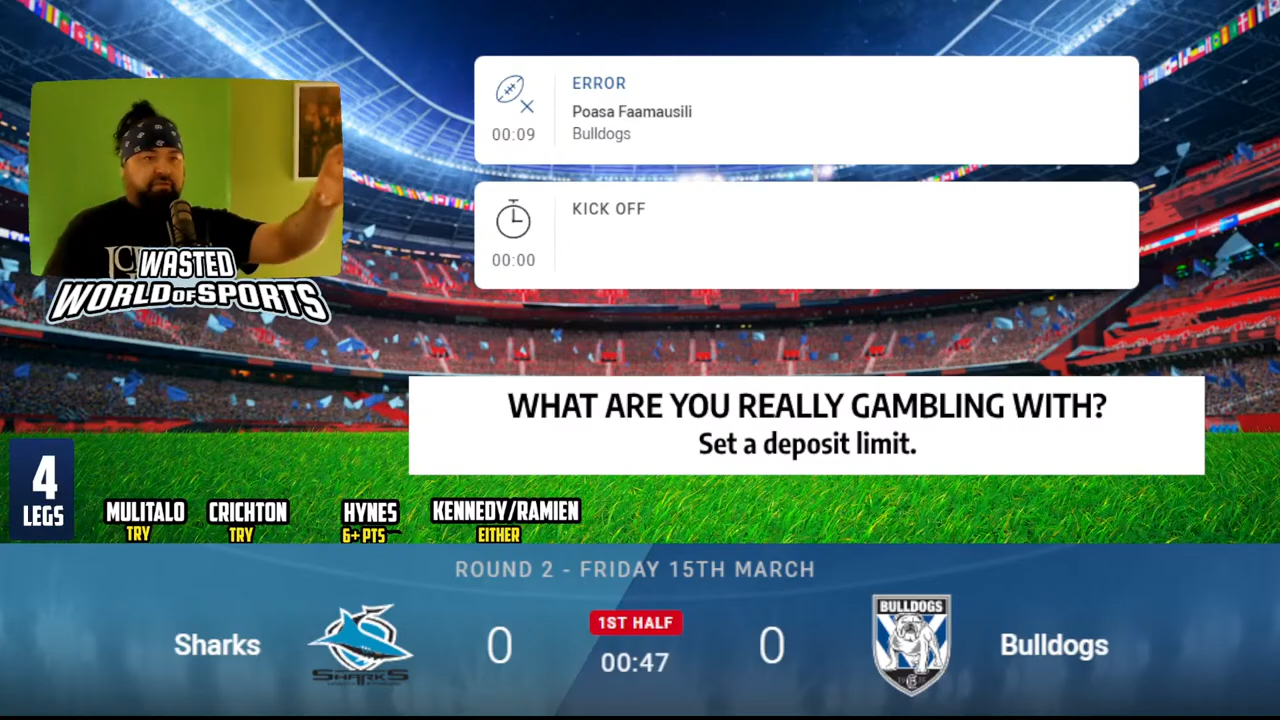 ERROR
Poasa Faamausili
00:09
Bulldogs
KICK OFF
00:00
WASTED
WORLD OF SPORTS
WHAT ARE YOU REALLY GAMBLING WITH?
Set a deposit limit.
4
LEGS
MULITALO
TRY
CRICHTON
TRY
HYNES
6+ PTS
KENNEDY/RAMIEN
EITHER
ROUND 2 - FRIDAY 15TH MARCH
Sharks
SHARKS
0
1ST HALF
00:47
0
BULLDOGS
Bulldogs